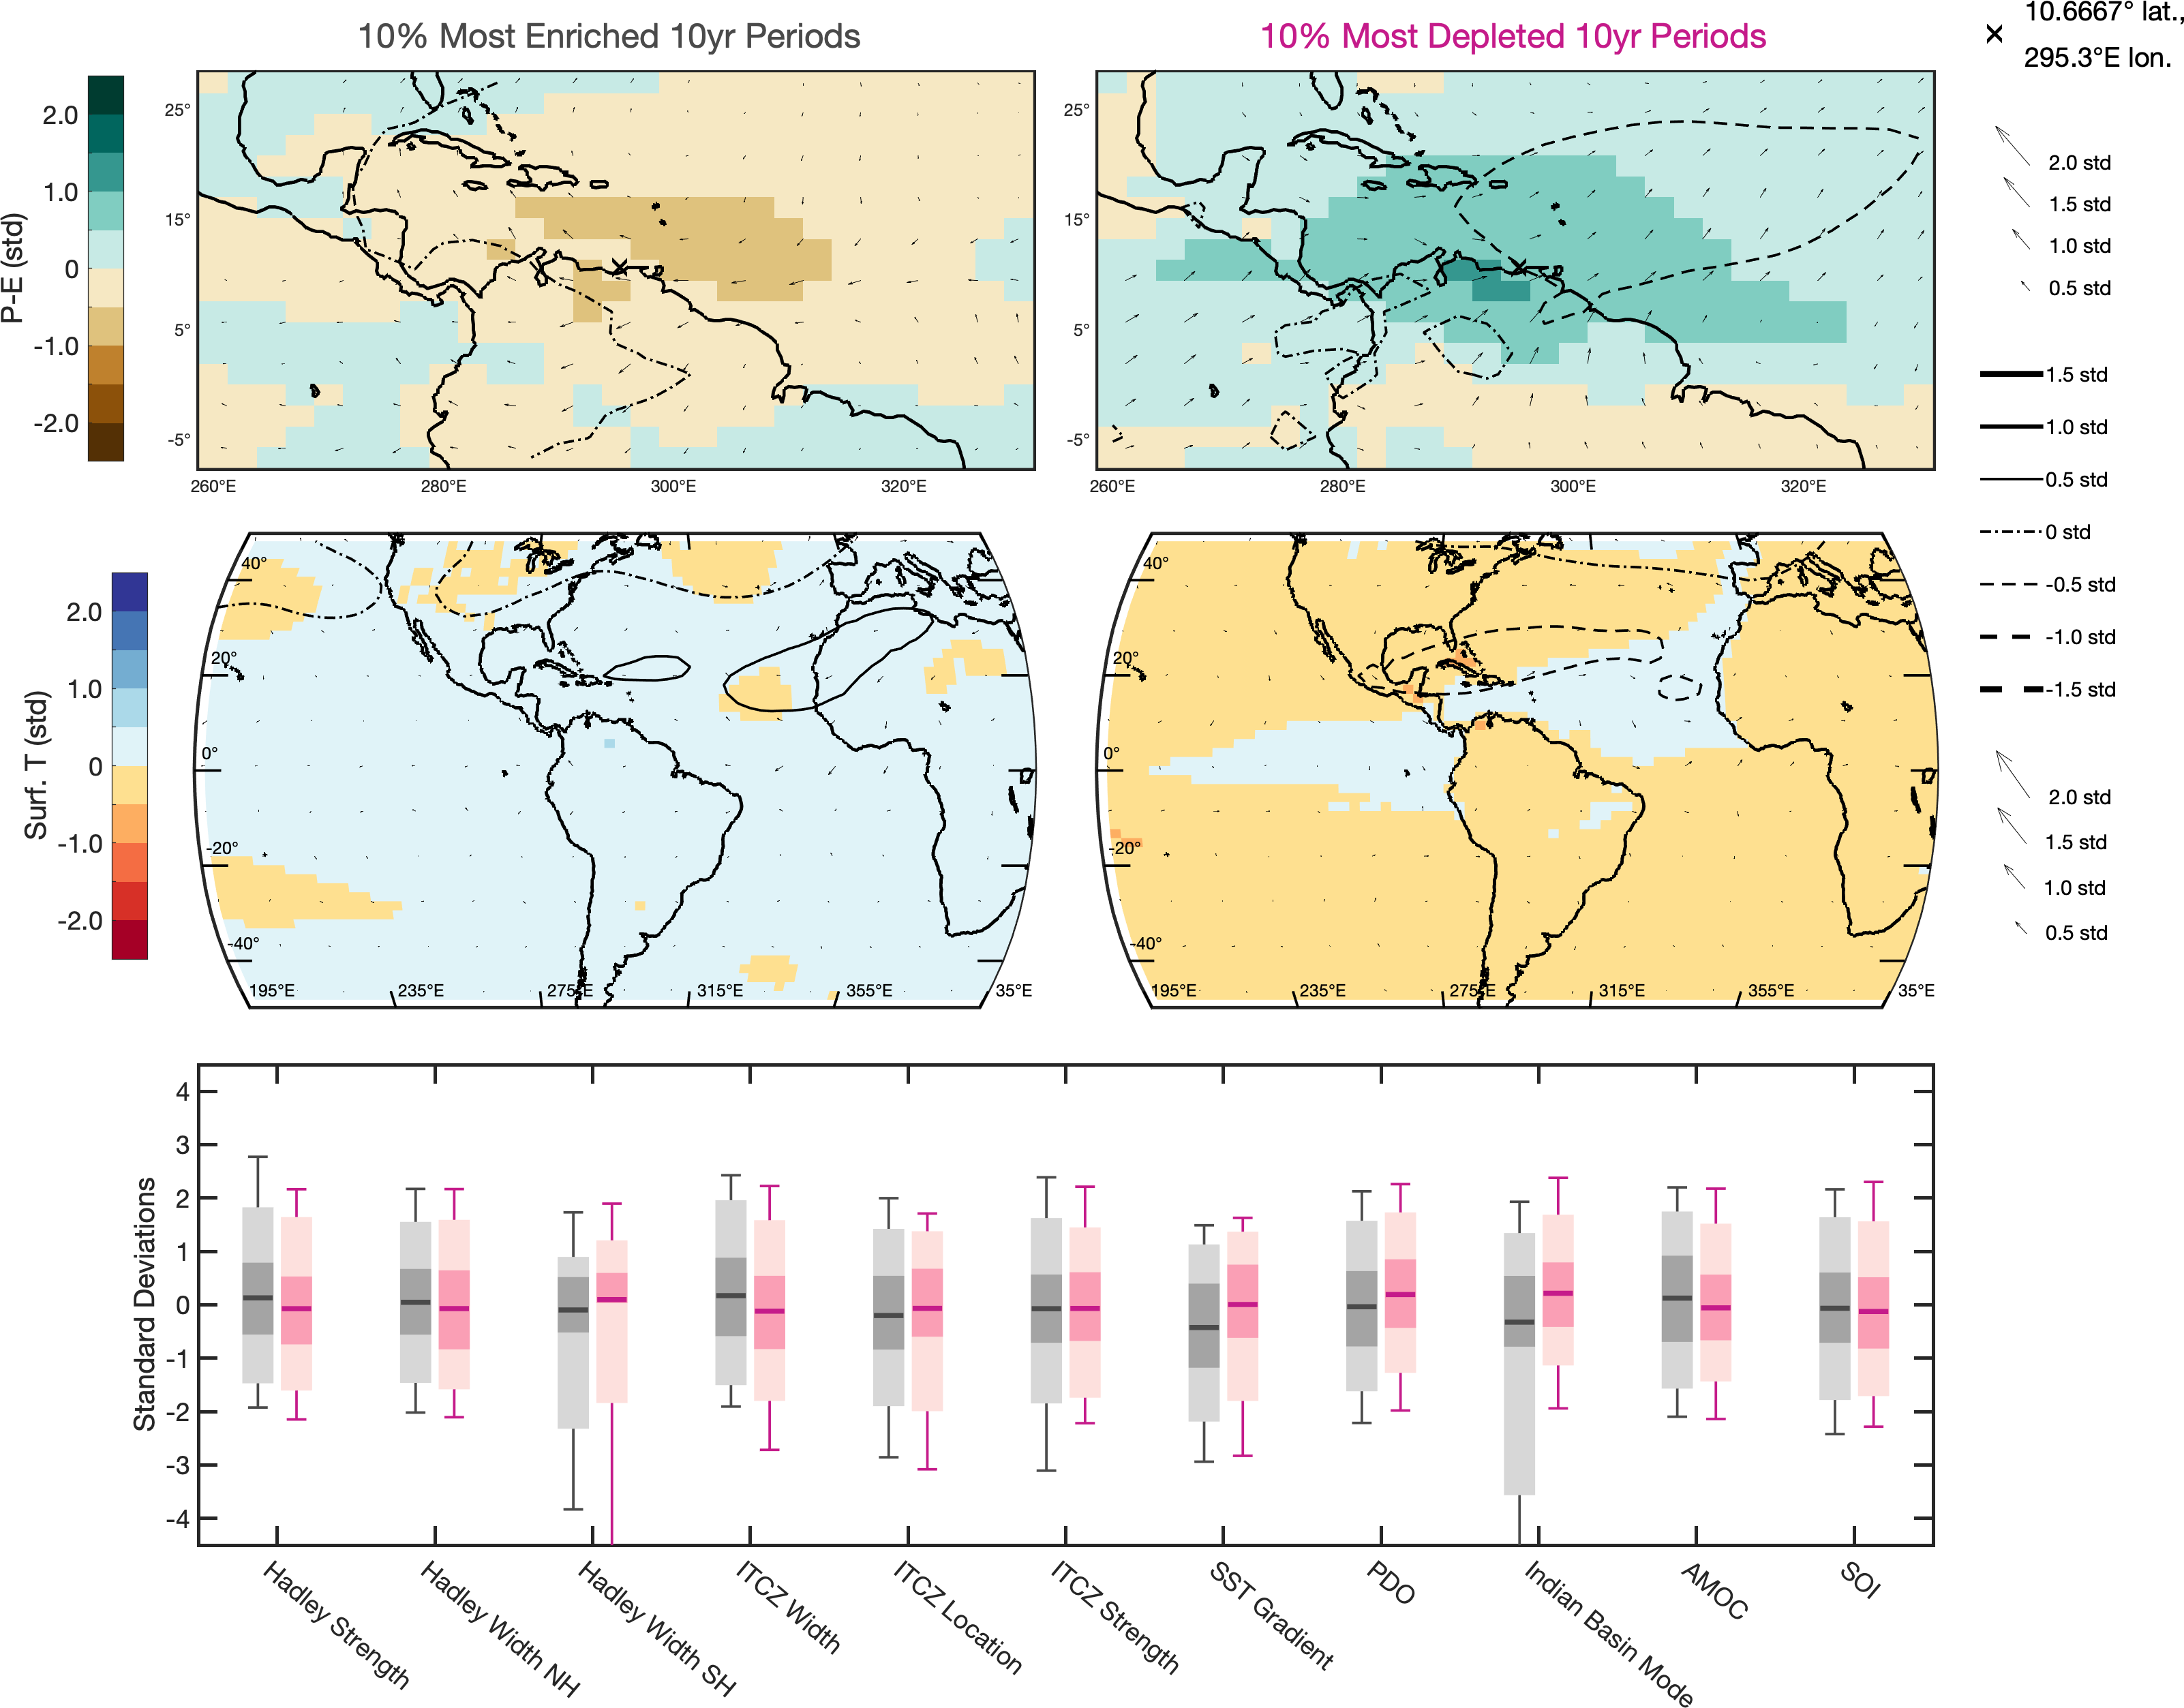 10% Most Enriched 10yr Periods
10% Most Depleted 10yr Periods
10.6667° lat.,
295.3°E lon.
P-E (std)
2.0
1.0
0
-1.0
-2.0
25°
15°
5°
-5°
260°E
280°E
300°E
320°E
25°
15°
5°
-5°
260°E
280°E
300°E
320°E
2.0 std
1.5 std
1.0 std
0.5 std
1.5 std
1.0 std
0.5 std
0 std
-0.5 std
-1.0 std
-1.5 std
Surf. T (std)
2.0
1.0
0
-1.0
-2.0
40°
20°
0°
-20°
-40°
195°E
235°E
275°E
315°E
355°E
35°E
40°
20°
0°
-20°
-40°
195°E
235°E
275°E
315°E
355°E
35°E
2.0 std
1.5 std
1.0 std
0.5 std
Standard Deviations
4
3
2
1
0
-1
-2
-3
-4
Hadley Strength
Hadley Width NH
Hadley Width SH
ITCZ Width
ITCZ Location
ITCZ Strength
SST Gradient
PDO
Indian Basin Mode
AMOC
SOI